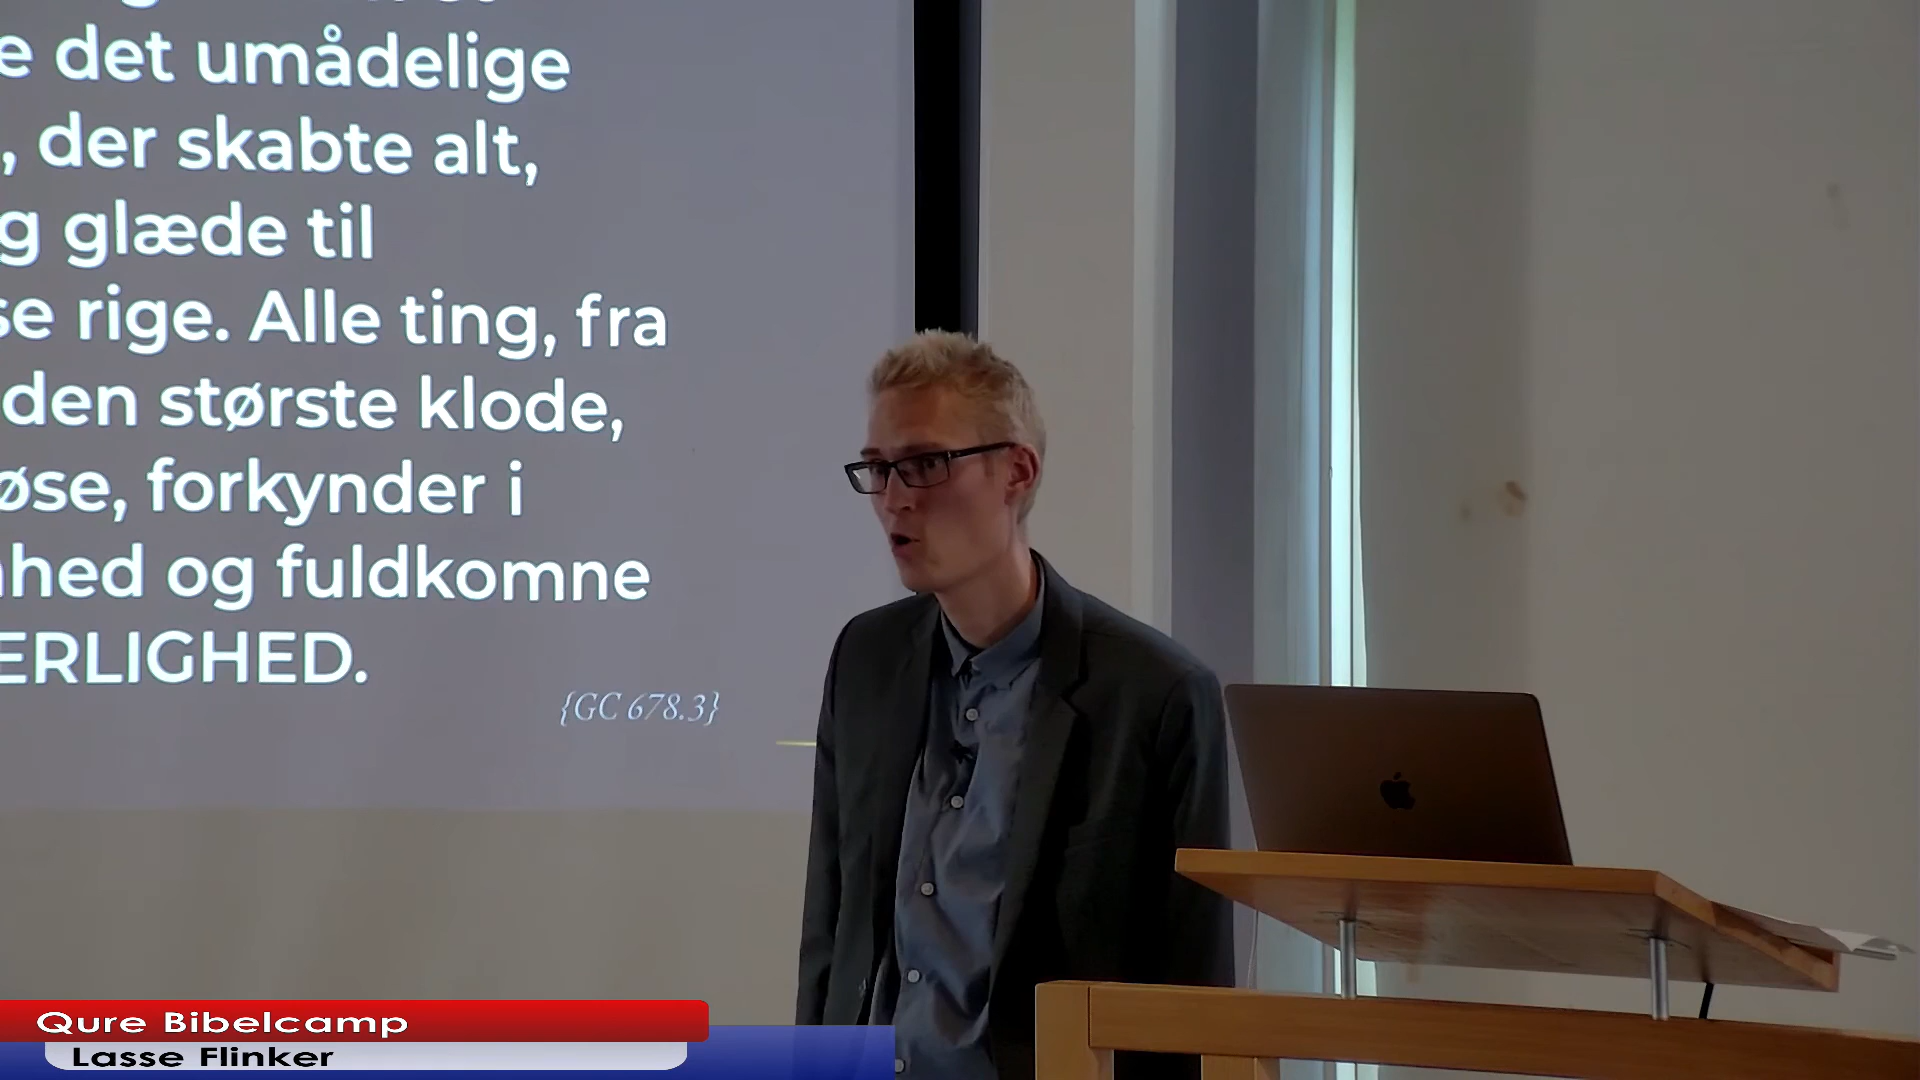 e det umådelige
, der skabte alt,
g glæde til
se rige. Alle ting, fra
den største klode,
øse, forkynder i
hed og fuldkomne
ERLIGHED.
{GC 678.3}
Qure Bibelcamp
Lasse Flinker